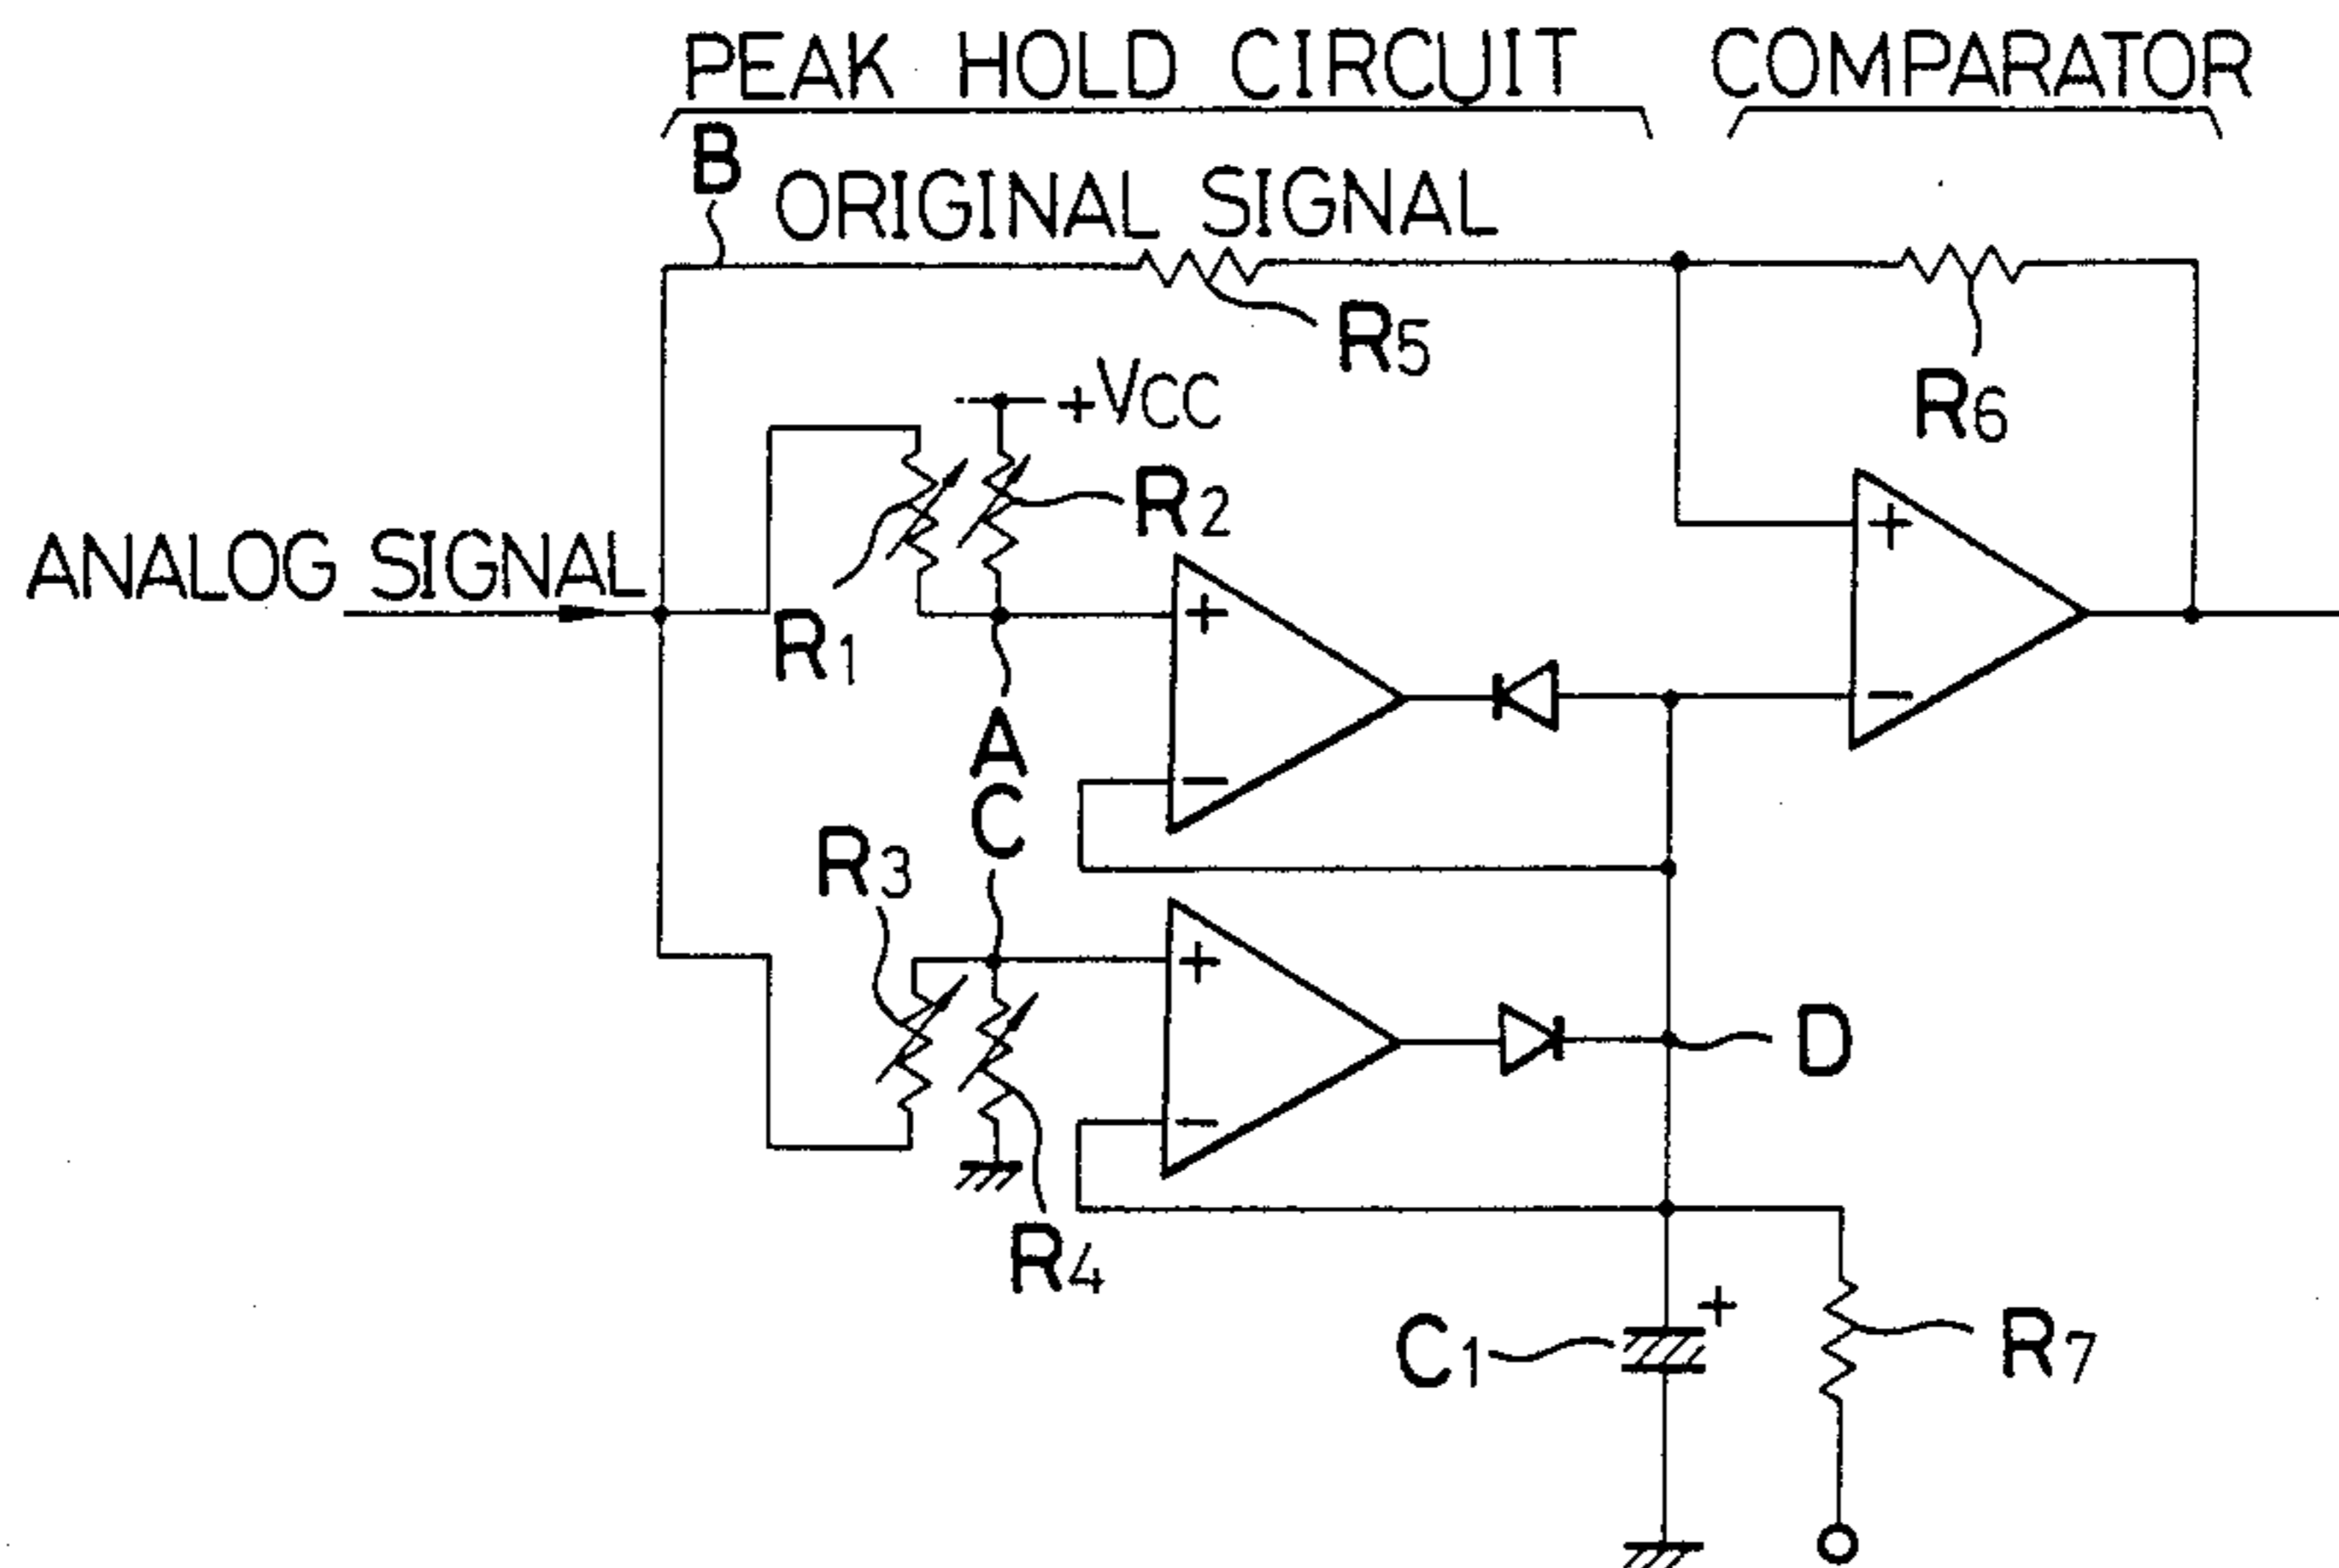 PEAK HOLD CIRCUIT COMPARATOR
B
ORIGINAL SIGNAL
R5
+VCC
R6
R2
ANALOG SIGNAL
+
+
R1
-
A
-
C
R3
+
D
-
R4
+
C1
R7